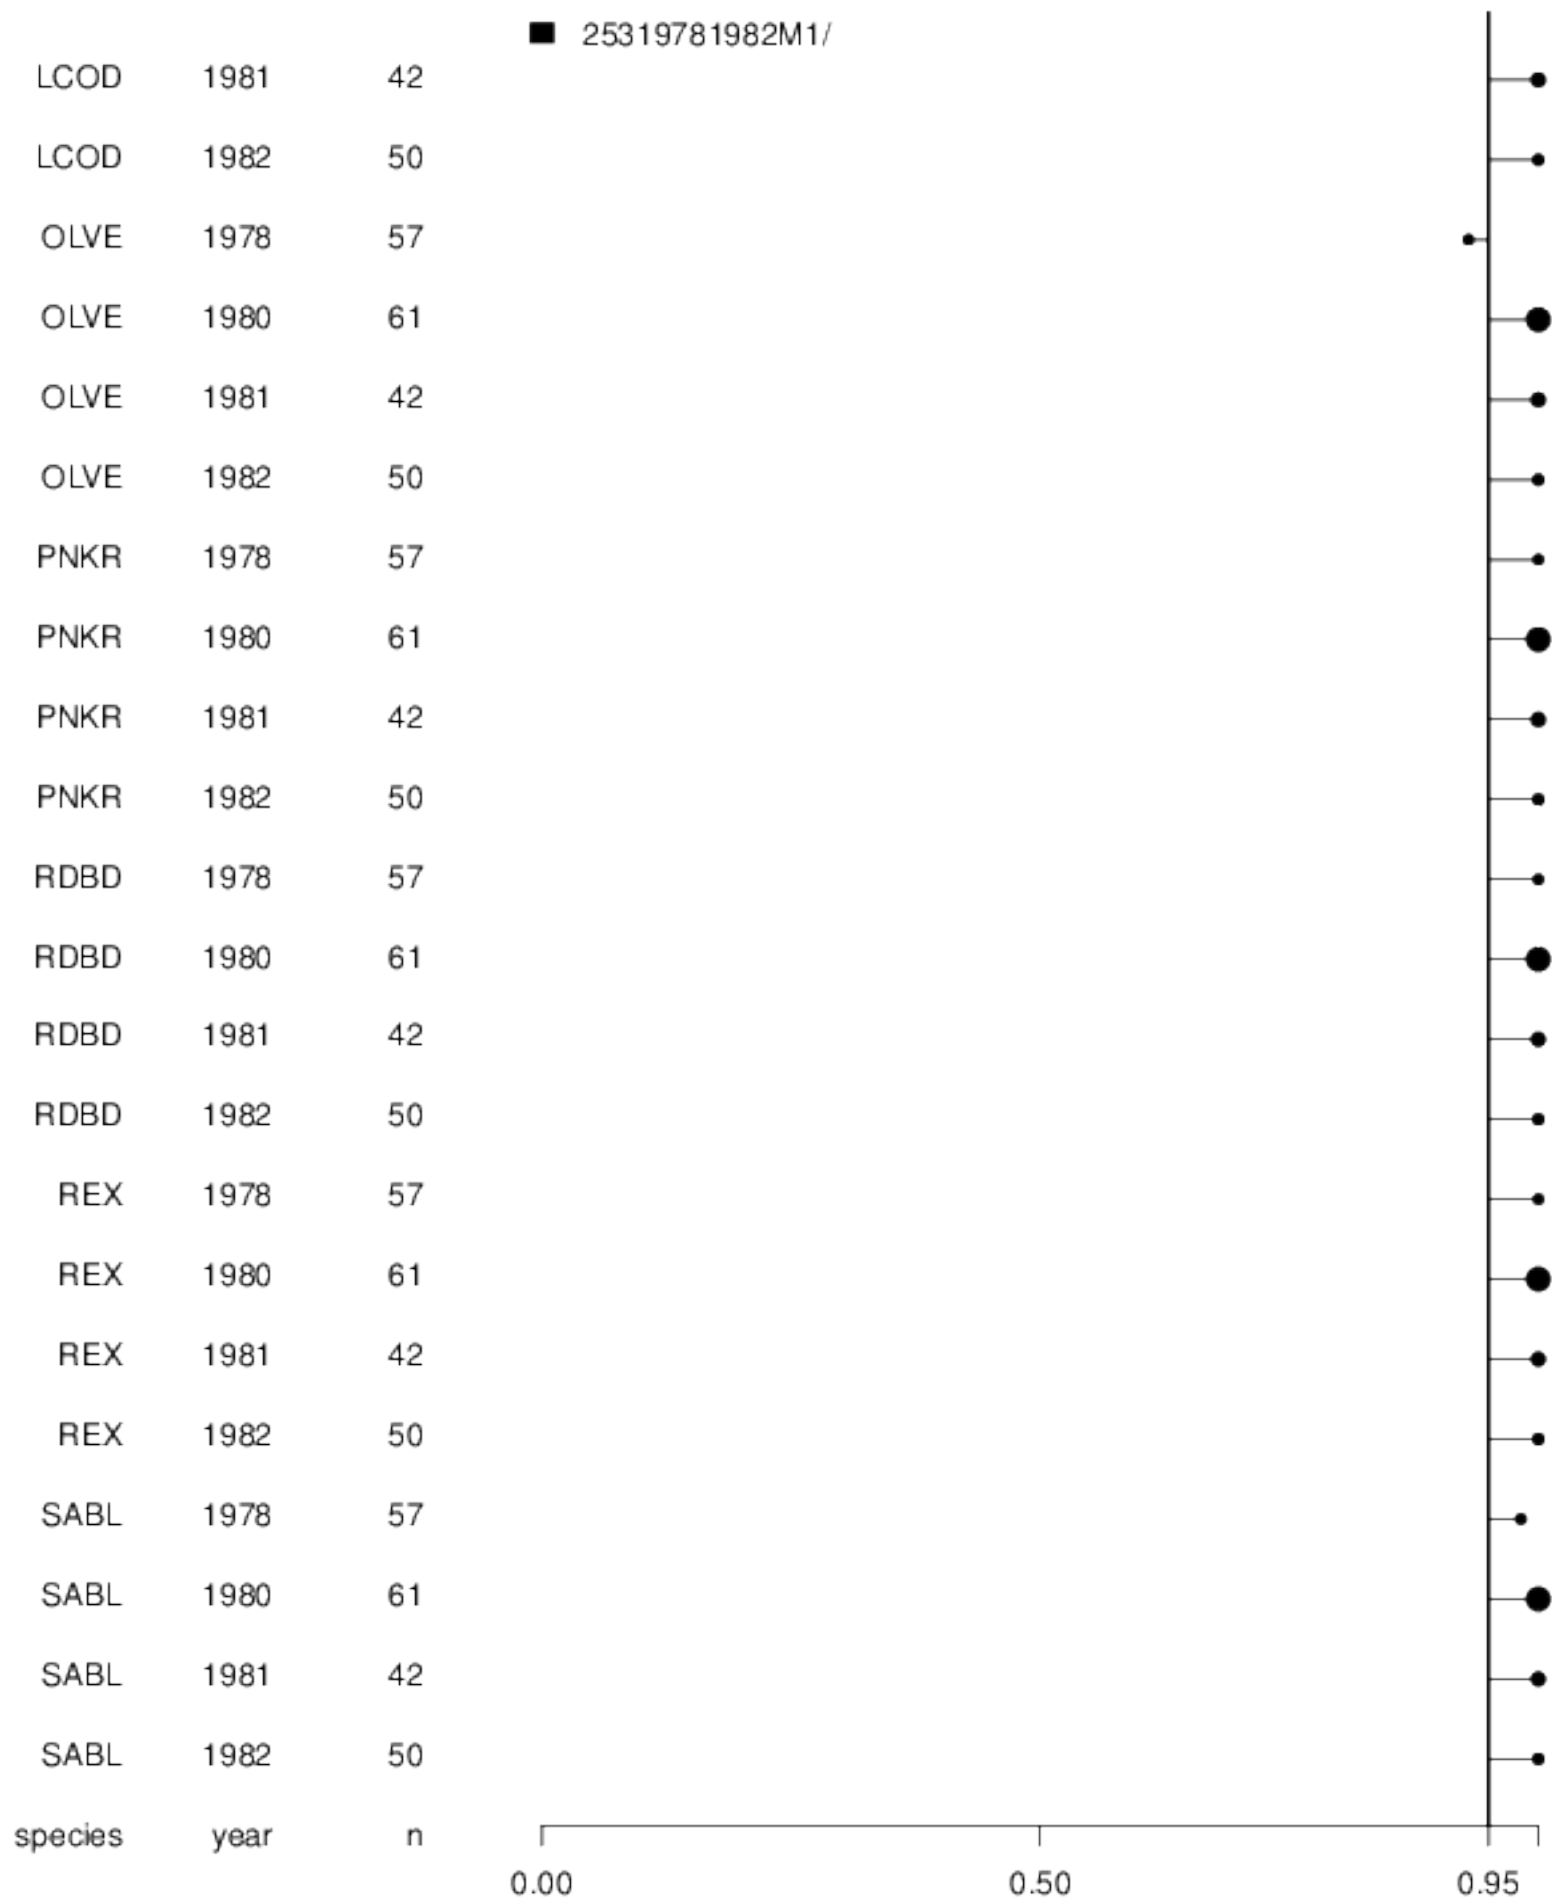 25319781982M1/
LCOD 1981 42
LCOD 1982 50
OLVE 1978 57
OLVE 1980 61
OLVE 1981 42
OLVE 1982 50
PNKR 1978 57
PNKR 1980 61
PNKR 1981 42
PNKR 1982 50
RDBD 1978 57
RDBD 1980 61
RDBD 1981 42
RDBD 1982 50
REX 1978 57
REX 1980 61
REX 1981 42
REX 1982 50
SABL 1978 57
SABL 1980 61
SABL 1981 42
SABL 1982 50
species year n
0.00 0.50 0.95